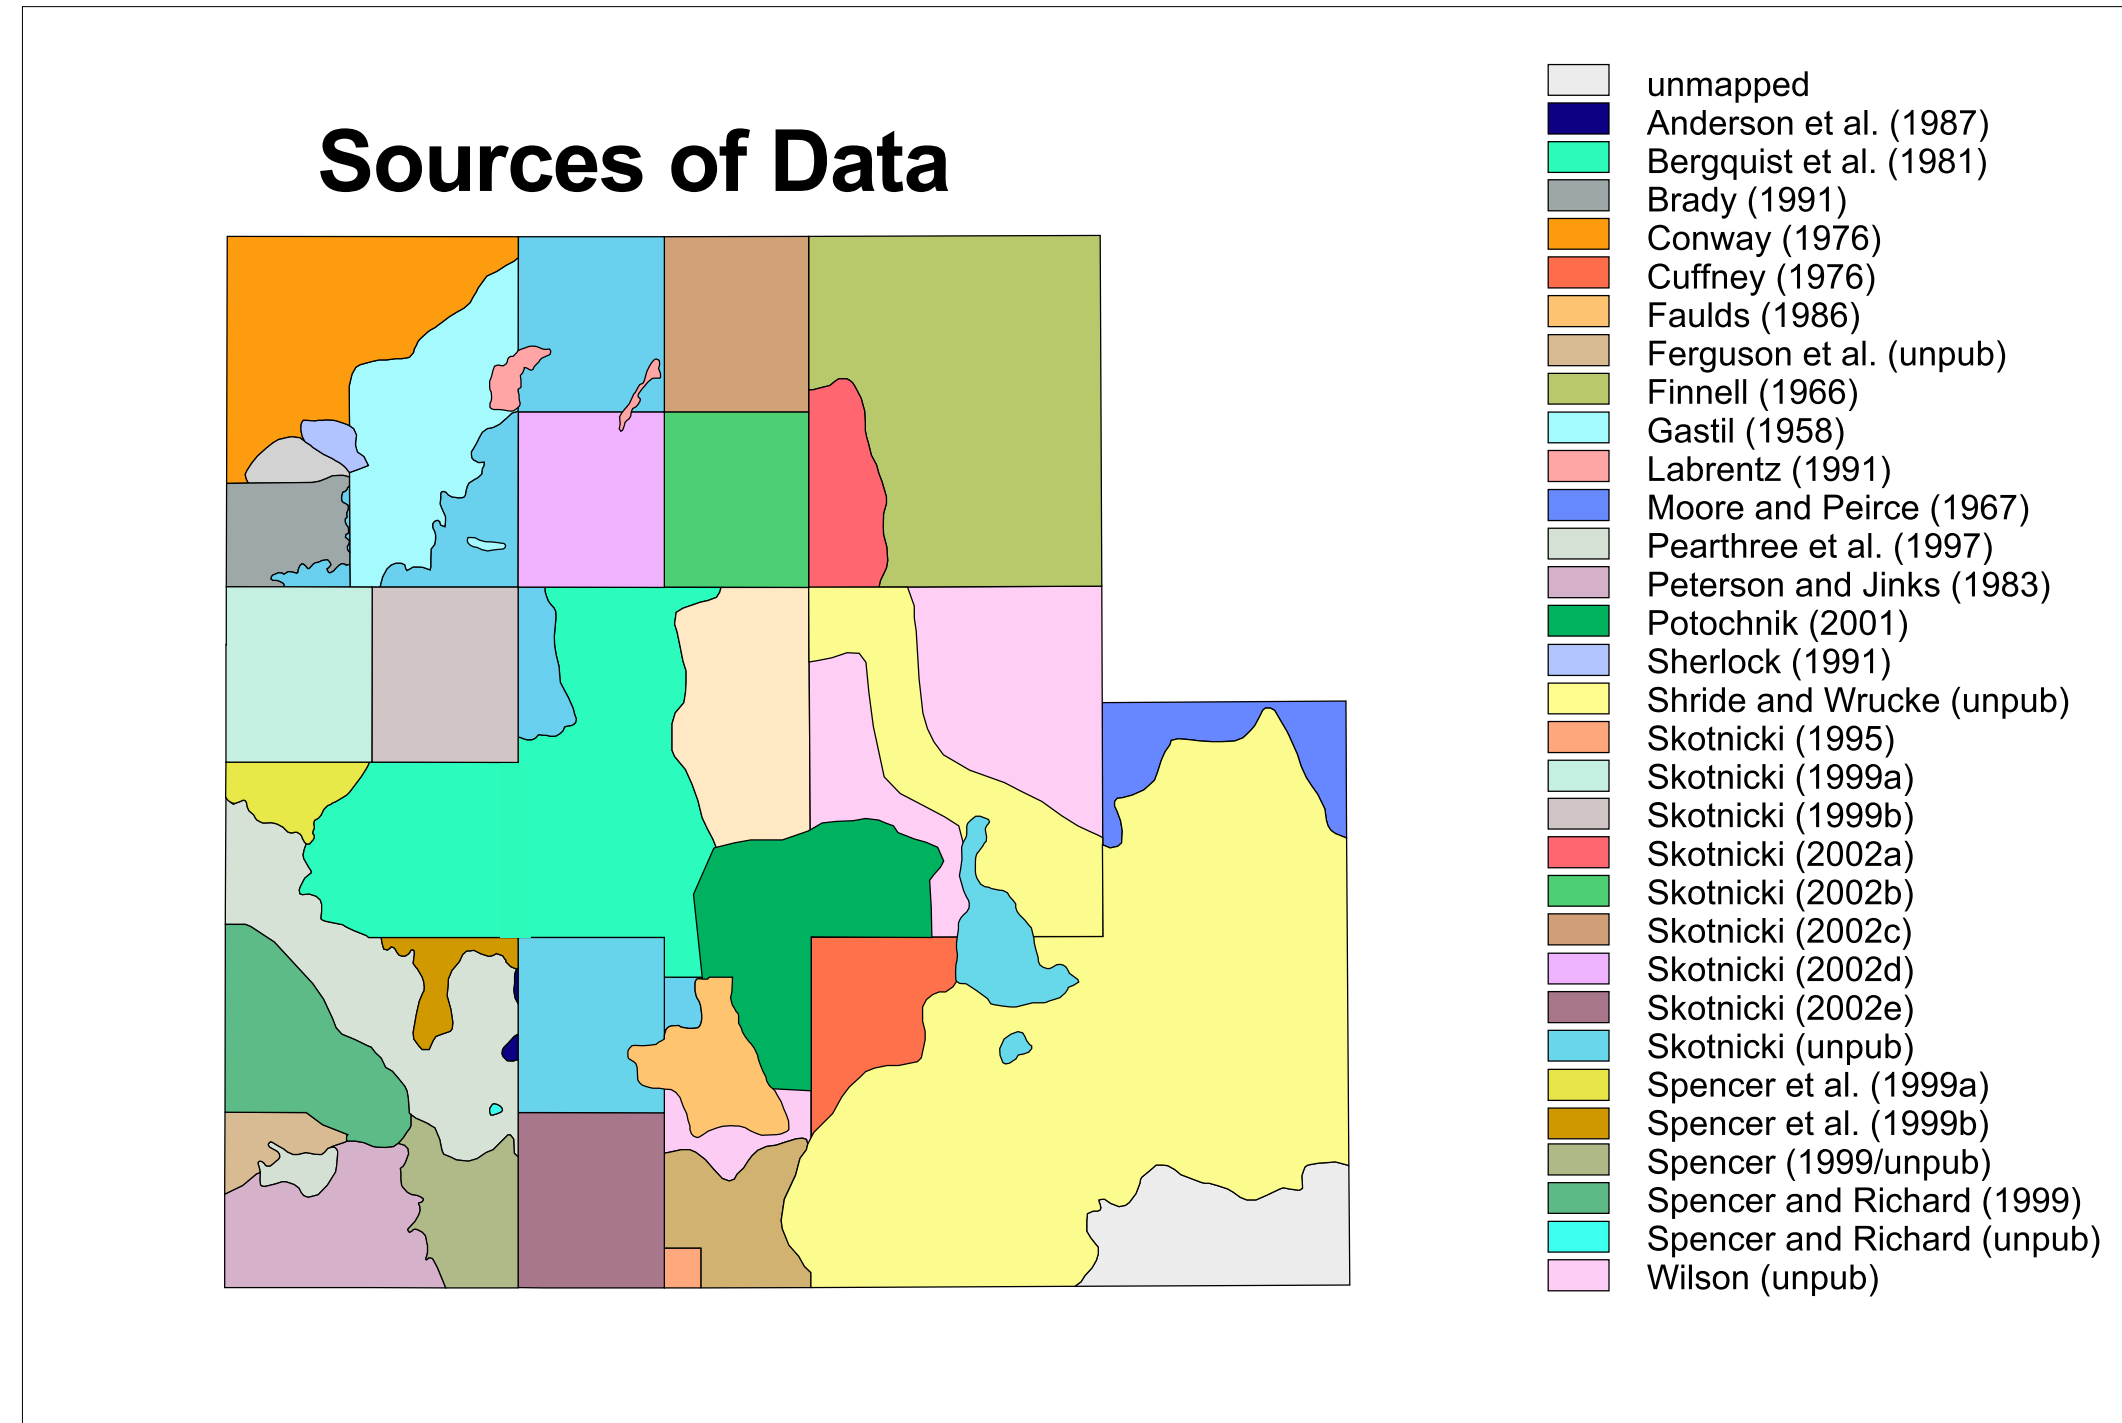 Sources of Data
unmapped
Anderson et al. (1987)
Bergquist et al. (1981)
Brady (1991)
Conway (1976)
Cuffney (1976)
Faulds (1986)
Ferguson et al. (unpub)
Finnell (1966)
Gastil (1958)
Labrentz (1991)
Moore and Peirce (1967)
Pearthree et al. (1997)
Peterson and Jinks (1983)
Potochnik (2001)
Sherlock (1991)
Shride and Wrucke (unpub)
Skotnicki (1995)
Skotnicki (1999a)
Skotnicki (1999b)
Skotnicki (2002a)
Skotnicki (2002b)
Skotnicki (2002c)
Skotnicki (2002d)
Skotnicki (2002e)
Skotnicki (unpub)
Spencer et al. (1999a)
Spencer et al. (1999b)
Spencer (1999/unpub)
Spencer and Richard (1999)
Spencer and Richard (unpub)
Wilson (unpub)